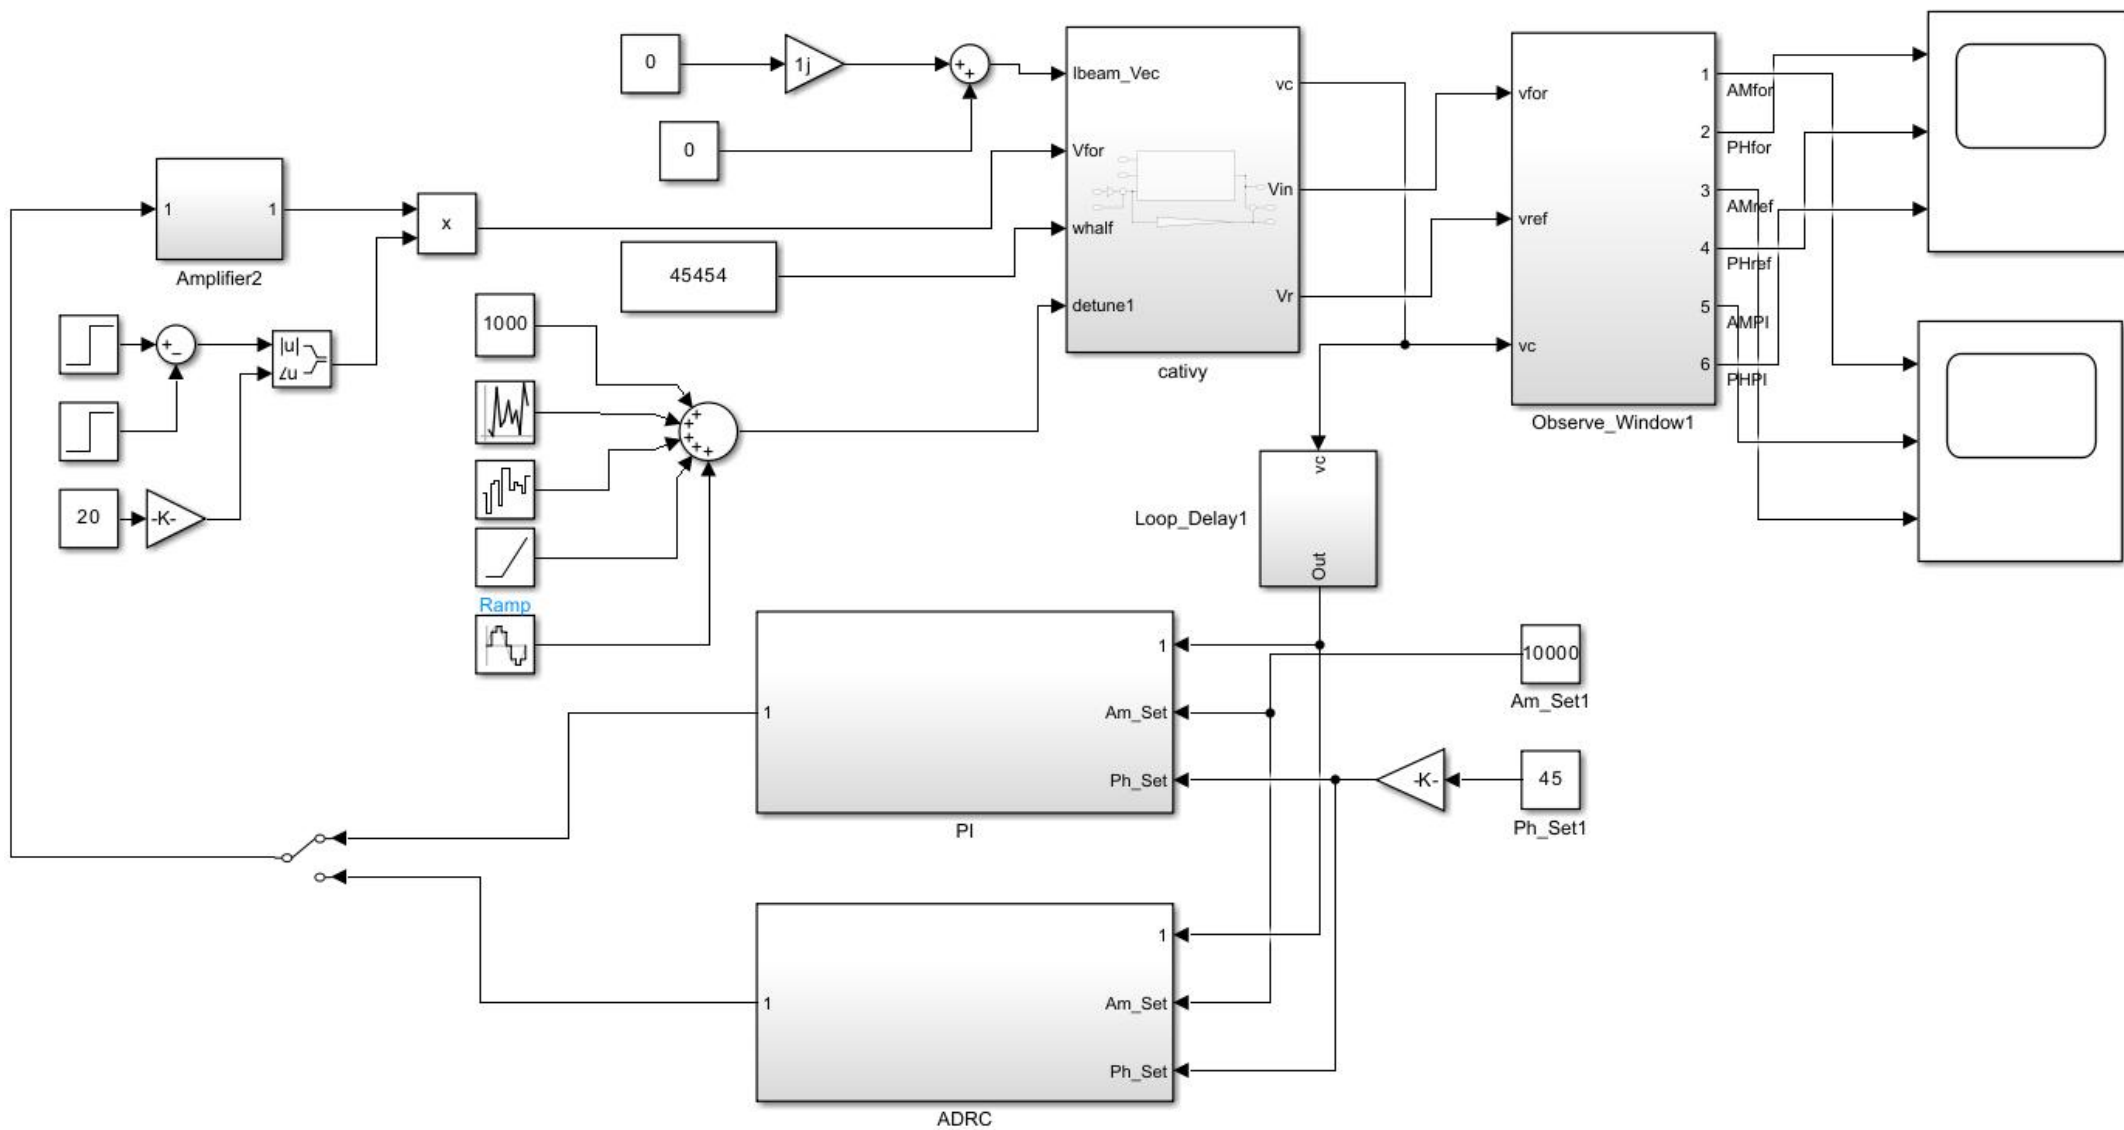 0
1j
+
+
0
Ibeam_Vec
Vfor
whalf
detune1
vc
Vin
Vr
cativy
vfor
vref
vc
1
2
3
4
5
6
AMfor
PHfor
AMref
PHref
AMPI
PHPI
Observe_Window1
1
1
Amplifier2
x
45454
1000
+
+
+
+
+
+
-
|u|
∠u
20
-K-
Ramp
vc
Out
Loop_Delay1
1
Am_Set
Ph_Set
1
PI
10000
Am_Set1
-K-
45
Ph_Set1
1
Am_Set
Ph_Set
1
ADRC